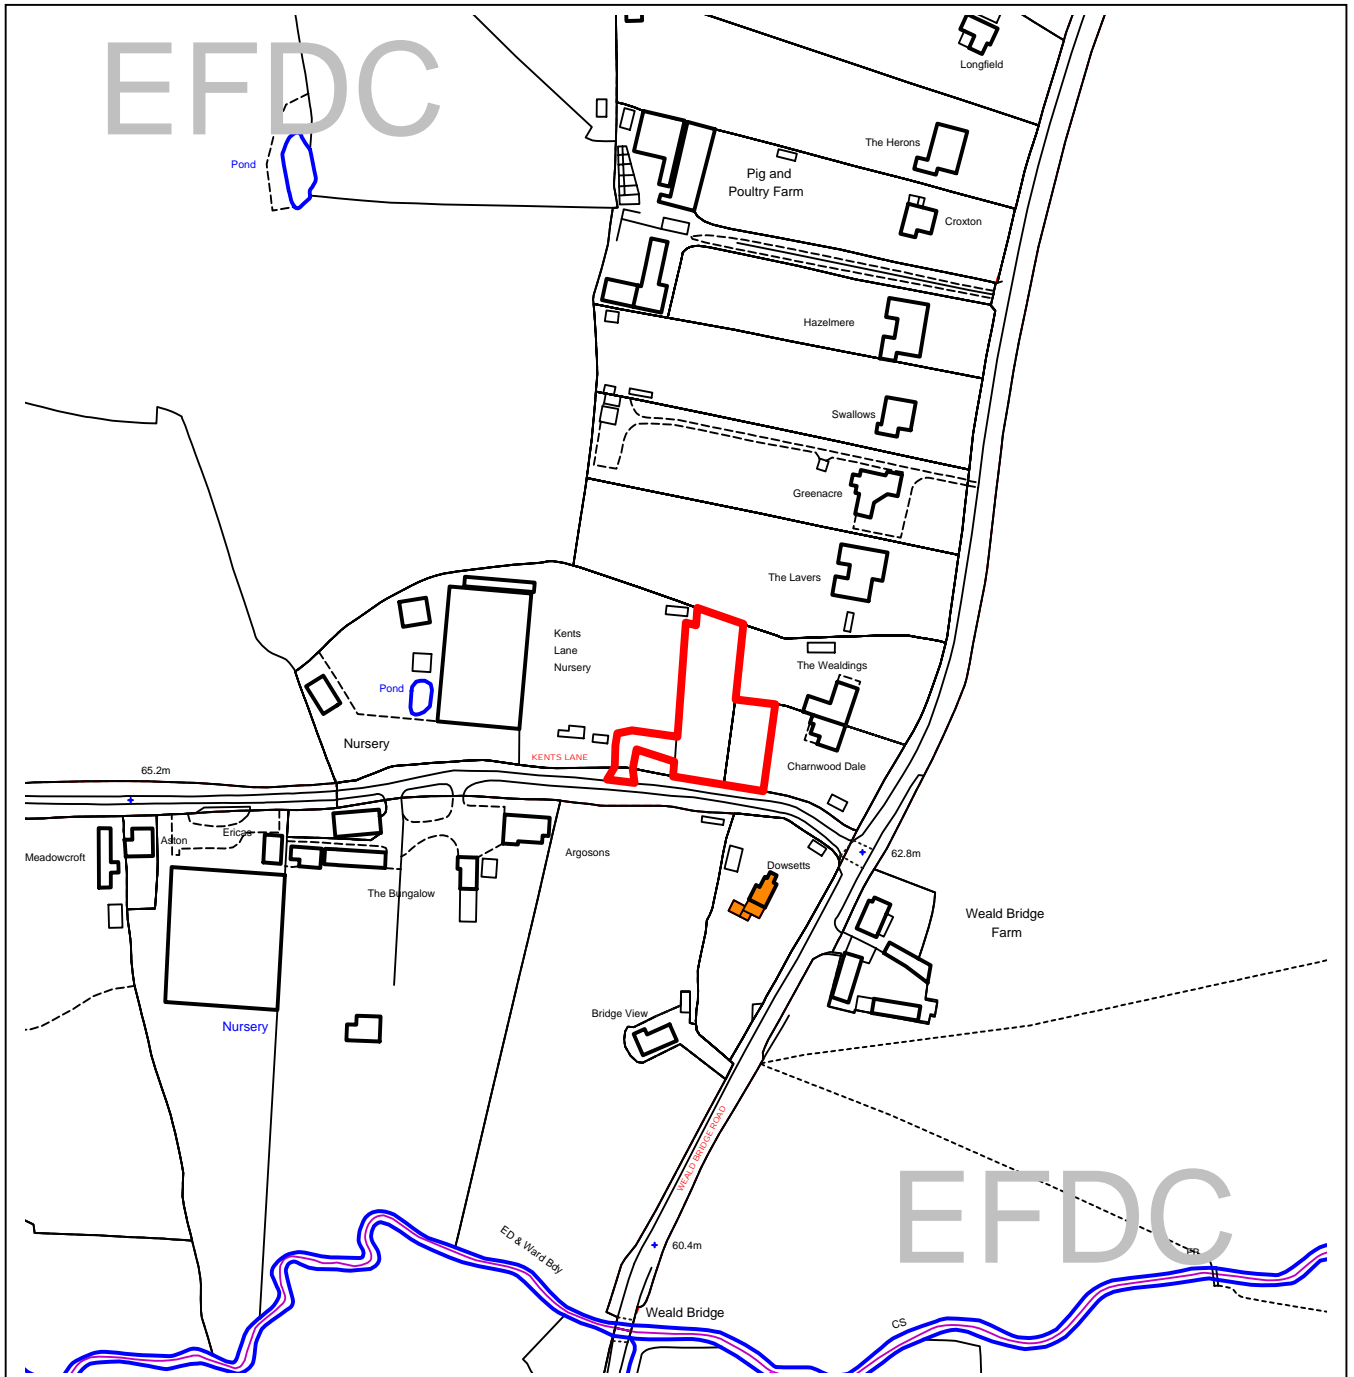 EFDC
Longfield
The Herons
Pond
Pig and
Poultry Farm
Croxton
Hazelmere
Swallows
Greenacre
The Lavers
Kents
Lane
Nursery
The Wealdings
Pond
Nursery
KENTS LANE
Charnwood Dale
65.2m
Meadowcroft
Aston
Ericas
The Bungalow
Argosons
Dowsetts
62.8m
Weald Bridge
Farm
Nursery
Bridge View
WEALD BRIDGE ROAD
EFDC
ED & Ward Bdy
60.4m
FB
Weald Bridge
CS